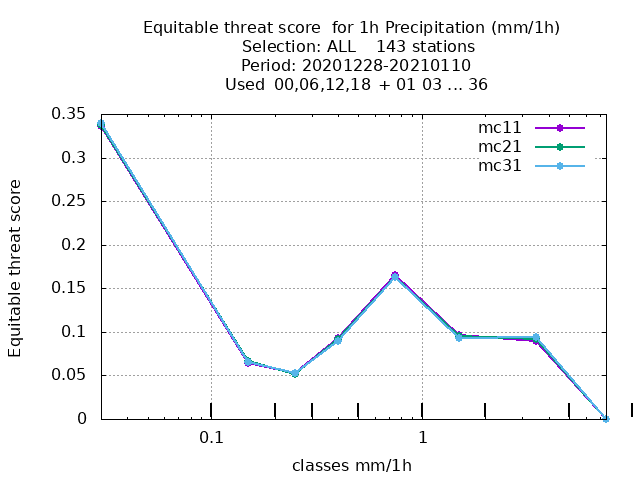 Equitable threat score  for 1h Precipitation (mm/1h)
Selection: ALL    143 stations
Period: 20201228-20210110
Used  00,06,12,18  + 01 03 ... 36
0.35
0.3
0.25
0.2
0.15
0.1
0.05
0
Equitable threat score
mc11
mc21
mc31
0.1
1
classes mm/1h